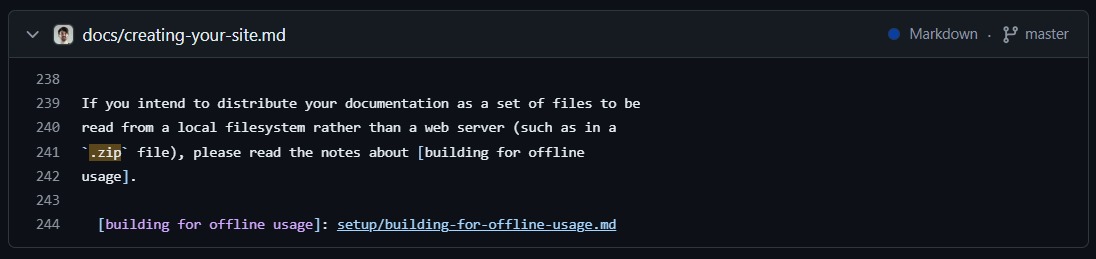 docs/creating-your-site.md
Markdown · master
238
239 If you intend to distribute your documentation as a set of files to be
240 read from a local filesystem rather than a web server (such as in a
241 `.zip` file), please read the notes about [building for offline
242 usage].
243
244 [building for offline usage]: setup/building-for-offline-usage.md